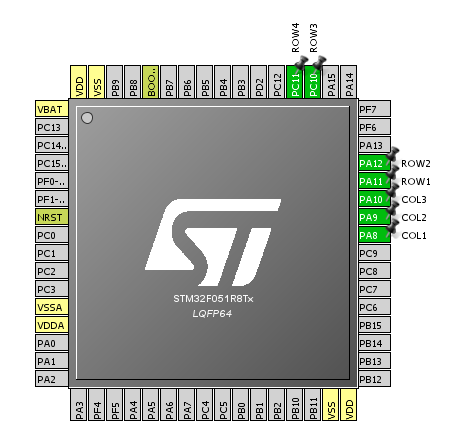 ROW4
ROW3
VDD
VSS
PB9
PB8
BOO..
PB7
PB6
PB5
PB4
PB3
PD2
PC12
PC11
PC10
PA15
PA14
VBAT
PC13
PC14..
PC15..
PF0-..
PF1-..
NRST
PC0
PC1
PC2
PC3
VSSA
VDDA
PA0
PA1
PA2
PF7
PF6
PA13
PA12 ROW2
PA11 ROW1
PA10 COL3
PA9 COL2
PA8 COL1
PC9
PC8
PC7
PC6
PB15
PB14
PB13
PB12
ST
STM32F051R8Tx
LQFP64
PA3
PF4
PF5
PA4
PA5
PA6
PA7
PC4
PC5
PB0
PB1
PB2
PB10
PB11
VSS
VDD